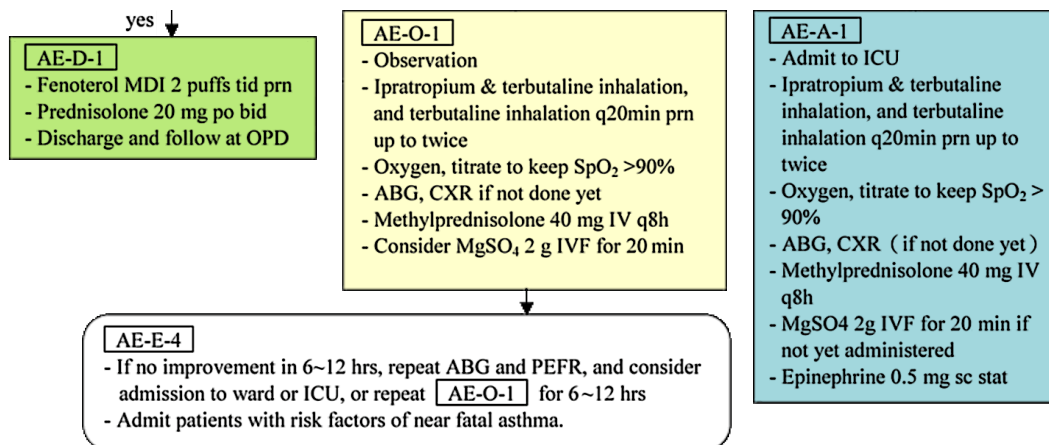 yes
AE-D-1
- Fenoterol MDI 2 puffs tid prn
- Prednisolone 20 mg po bid
- Discharge and follow at OPD
AE-O-1
- Observation
- Ipratropium & terbutaline inhalation,
and terbutaline inhalation q20min prn
up to twice
- Oxygen, titrate to keep SpO₂ >90%
- ABG, CXR if not done yet
- Methylprednisolone 40 mg IV q8h
- Consider MgSO₄ 2 g IVF for 20 min
AE-E-4
- If no improvement in 6~12 hrs, repeat ABG and PEFR, and consider
admission to ward or ICU, or repeat AE-O-1 for 6~12 hrs
- Admit patients with risk factors of near fatal asthma.
AE-A-1
- Admit to ICU
- Ipratropium & terbutaline
inhalation, and terbutaline
inhalation q20min prn up to
twice
- Oxygen, titrate to keep SpO₂ >
90%
- ABG, CXR（if not done yet）
- Methylprednisolone 40 mg IV
q8h
- MgSO4 2g IVF for 20 min if
not yet administered
- Epinephrine 0.5 mg sc stat